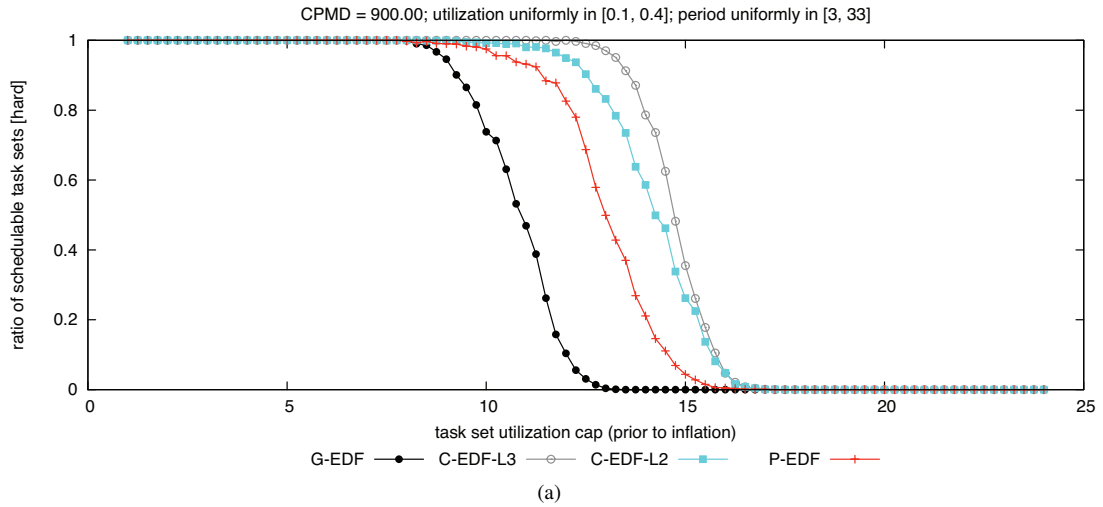 CPMD = 900.00; utilization uniformly in [0.1, 0.4]; period uniformly in [3, 33]
1
0.8
0.6
0.4
0.2
0
ratio of schedulable task sets [hard]
0 5 10 15 20 25
task set utilization cap (prior to inflation)
G-EDF C-EDF-L3 C-EDF-L2 P-EDF
(a)